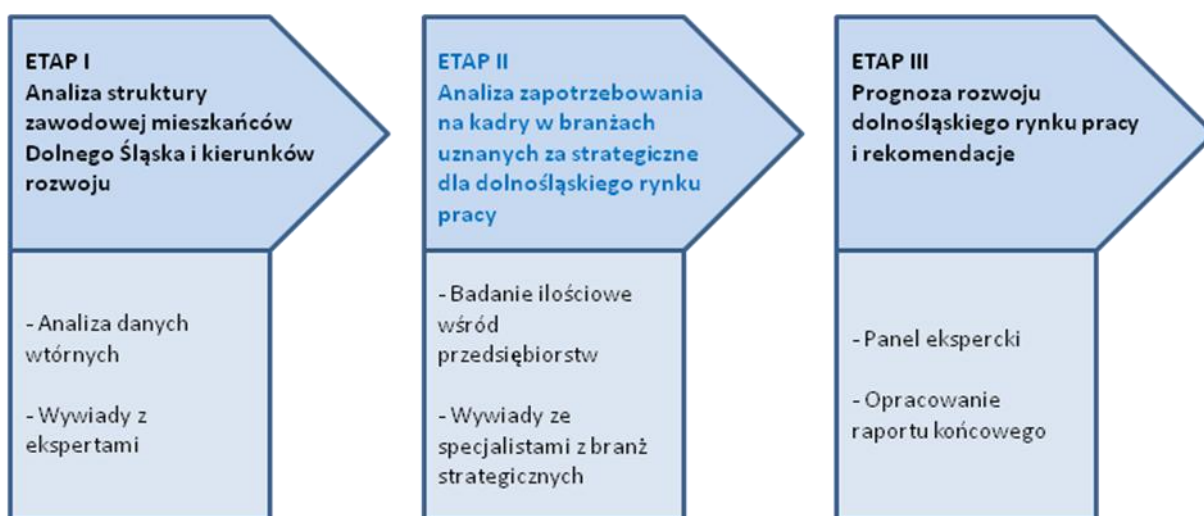 ETAP I
Analiza struktury
zawodowej mieszkańców
Dolnego Śląska i kierunków
rozwoju
- Analiza danych
wtórnych
- Wywiady z
ekspertami
ETAP II
Analiza zapotrzebowania
na kadry w branżach
uznanych za strategiczne
dla dolnośląskiego rynku
pracy
- Badanie ilościowe
wśród
przedsiębiorstw
- Wywiady ze
specjalistami z branż
strategicznych
ETAP III
Prognoza rozwoju
dolnośląskiego rynku pracy
i rekomendacje
- Panel ekspercki
- Opracowanie
raportu końcowego